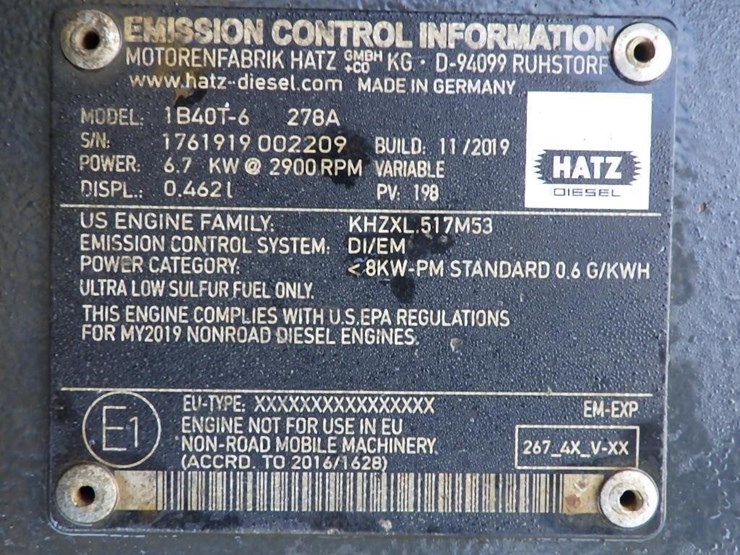 EMISSION CONTROL INFORMATION
MOTORENFABRIK HATZ GMBH +CO KG · D-94099 RUHSTORF
www.hatz-diesel.com MADE IN GERMANY
MODEL: 1B40T-6 278A
S/N: 1761919 002209 BUILD: 11/2019
POWER: 6.7 KW @ 2900 RPM VARIABLE
DISPL.: 0.462 l PV: 198
HATZ
DIESEL
US ENGINE FAMILY: KHZXL.517M53
EMISSION CONTROL SYSTEM: DI/EM
POWER CATEGORY: < 8KW-PM STANDARD 0.6 G/KWH
ULTRA LOW SULFUR FUEL ONLY.
THIS ENGINE COMPLIES WITH U.S.EPA REGULATIONS
FOR MY2019 NONROAD DIESEL ENGINES.
E1
EU-TYPE: XXXXXXXXXXXXXXXX EM-EXP
ENGINE NOT FOR USE IN EU
NON-ROAD MOBILE MACHINERY. 267_4X_V-XX
(ACCRD. TO 2016/1628)